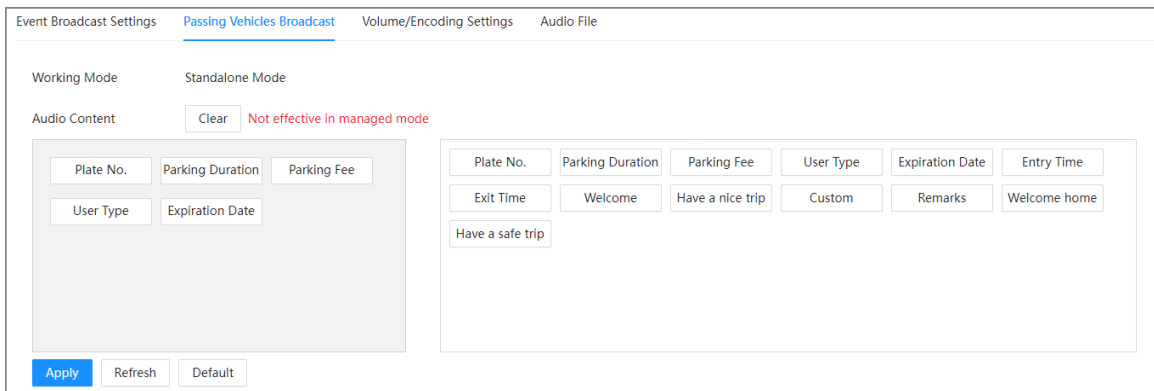 Event Broadcast Settings Passing Vehicles Broadcast Volume/Encoding Settings Audio File
Working Mode Standalone Mode
Audio Content Clear Not effective in managed mode
Plate No. Parking Duration Parking Fee
User Type Expiration Date
Plate No. Parking Duration Parking Fee User Type Expiration Date Entry Time
Exit Time Welcome Have a nice trip Custom Remarks Welcome home
Have a safe trip
Apply Refresh Default